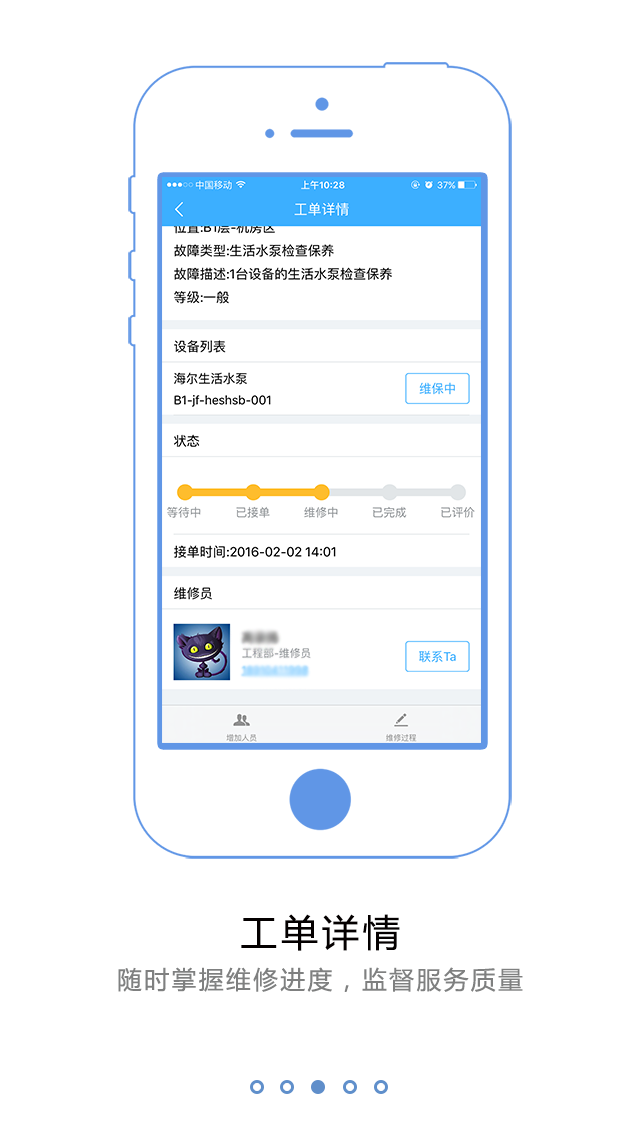 中国移动
上午10:28
37%
工单详情
位置:B1层-机房区
故障类型:生活水泵检查保养
故障描述:1台设备的生活水泵检查保养
等级:一般
设备列表
海尔生活水泵
B1-jf-heshsb-001
维保中
状态
等待中 已接单 维修中 已完成 已评价
接单时间:2016-02-02 14:01
维修员
工程部-维修员
联系Ta
增加人员 维修过程
工单详情
随时掌握维修进度，监督服务质量